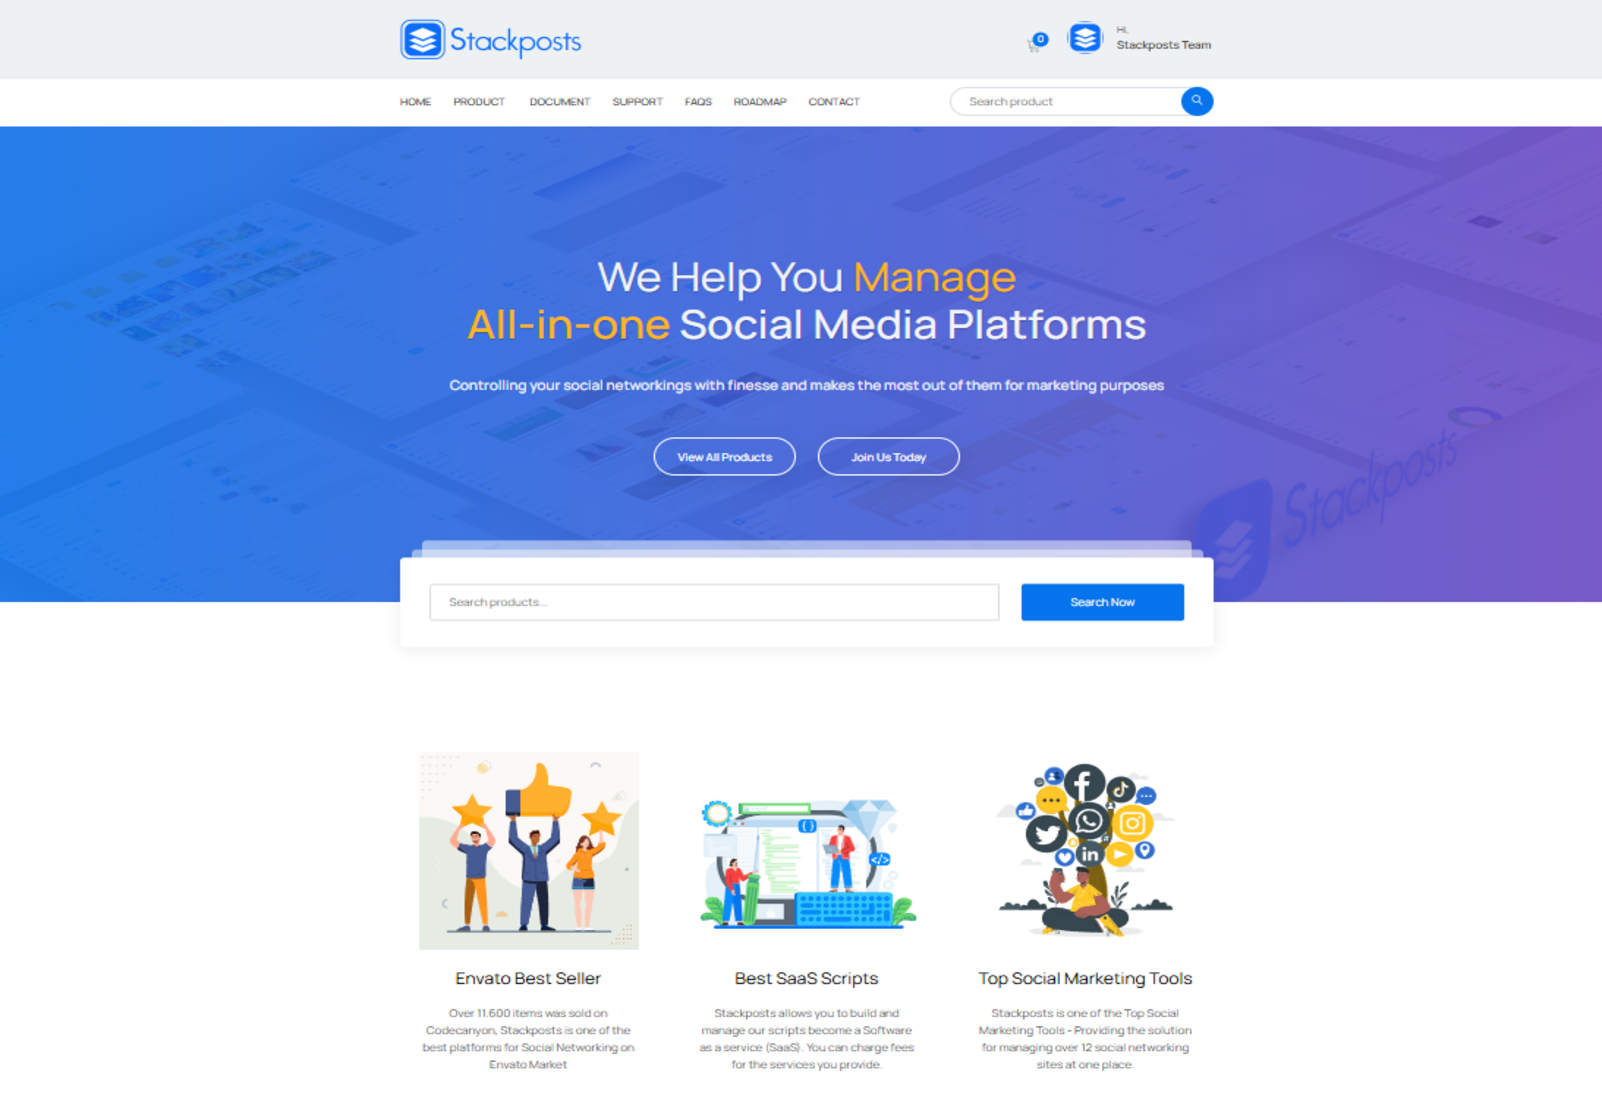 Stackposts
0
Hi,
Stackposts Team
HOME PRODUCT DOCUMENT SUPPORT FAQS ROADMAP CONTACT
Search product
We Help You Manage
All-in-one Social Media Platforms
Controlling your social networkings with finesse and makes the most out of them for marketing purposes
View All Products Join Us Today
Stackposts
Search products...
Search Now
Envato Best Seller
Over 11.600 items was sold on
Codecanyon, Stackposts is one of the
best platforms for Social Networking on
Envato Market
Best SaaS Scripts
Stackposts allows you to build and
manage our scripts become a Software
as a service (SaaS). You can charge fees
for the services you provide.
Top Social Marketing Tools
Stackposts is one of the Top Social
Marketing Tools - Providing the solution
for managing over 12 social networking
sites at one place.